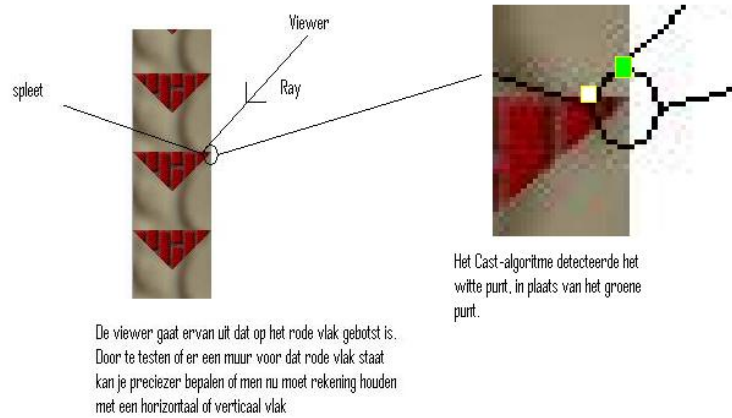 Viewer
spleet
Ray
De viewer gaat ervan uit dat op het rode vlak gebotst is.
Door te testen of er een muur voor dat rode vlak staat
kan je preciezer bepalen of men nu moet rekening houden
met een horizontaal of verticaal vlak
Het Cast-algoritme detecteerde het
witte punt, in plaats van het groene
punt.